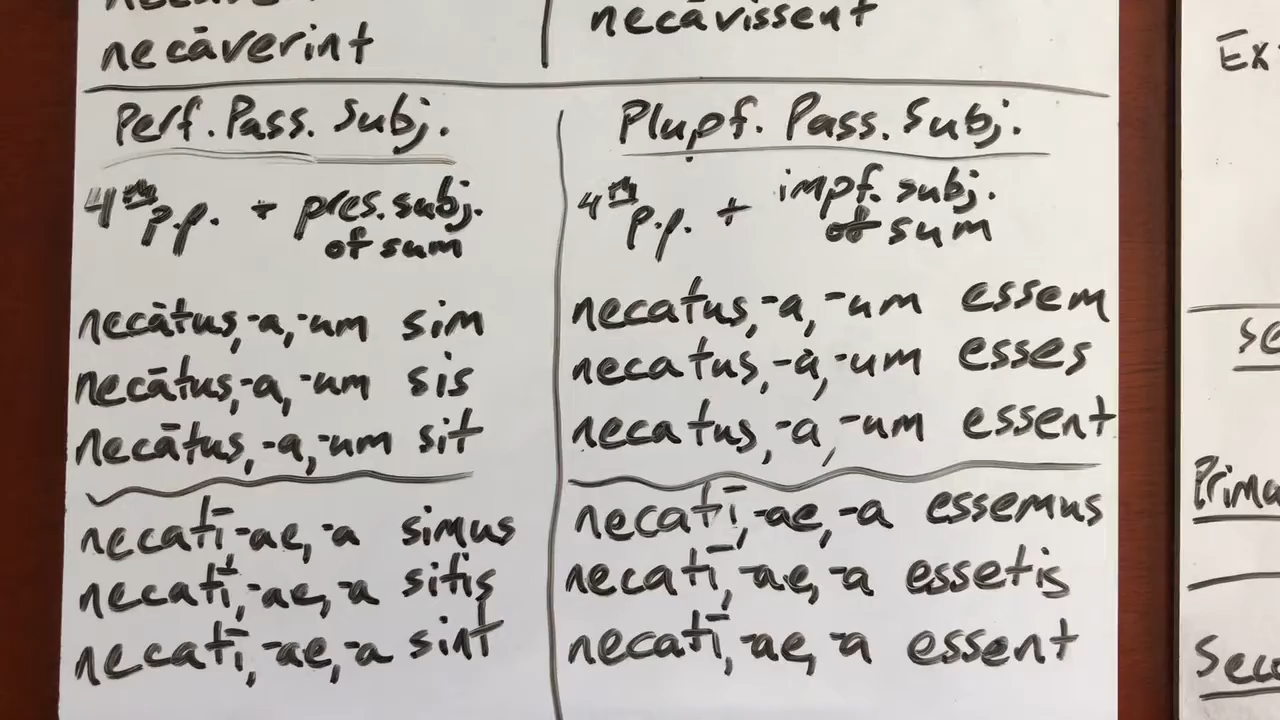 necāverint
necāvissent
Perf. Pass. Subj.
4th p.p. + pres. subj.
of sum
necātus, -a, -um sim
necātus, -a, -um sis
necātus, -a, -um sit
necatī, -ae, -a simus
necatī, -ae, -a sitis
necatī, -ae, -a sint
Plupf. Pass. Subj.
4th p.p. + impf. subj.
of sum
necatus, -a, -um essem
necatus, -a, -um esses
necatus, -a, -um essent
necatī, -ae, -a essemus
necatī, -ae, -a essetis
necatī, -ae, -a essent
Ex: